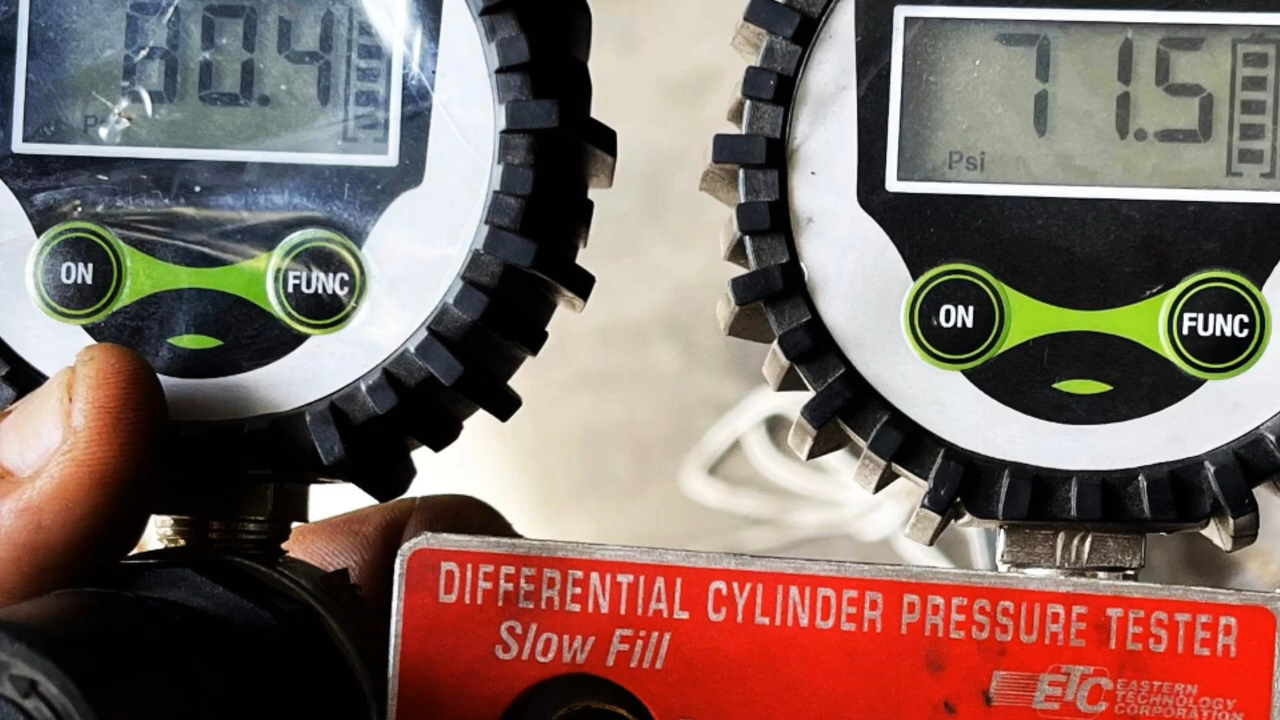 80.4
71.5
Psi
ON
FUNC
ON
FUNC
DIFFERENTIAL CYLINDER PRESSURE TESTER
Slow Fill
ETC
EASTERN
TECHNOLOGY
CORPORATION